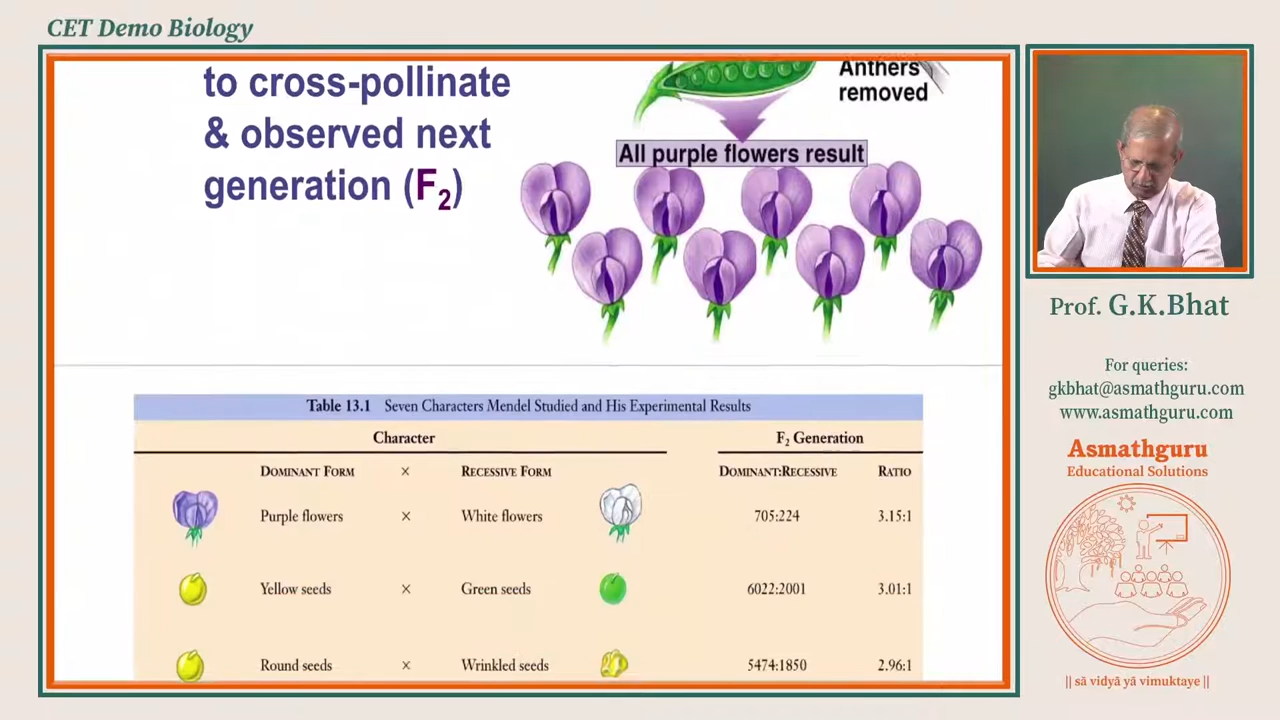 CET Demo Biology
to cross-pollinate
& observed next
generation (F₂)
Anthers
removed
All purple flowers result
Table 13.1 Seven Characters Mendel Studied and His Experimental Results
Character
F₂ Generation
DOMINANT FORM × RECESSIVE FORM DOMINANT:RECESSIVE RATIO
Purple flowers × White flowers 705:224 3.15:1
Yellow seeds × Green seeds 6022:2001 3.01:1
Round seeds × Wrinkled seeds 5474:1850 2.96:1
Prof. G.K.Bhat
For queries:
gkbhat@asmathguru.com
www.asmathguru.com
Asmathguru
Educational Solutions
|| sā vidyā yā vimuktaye ||